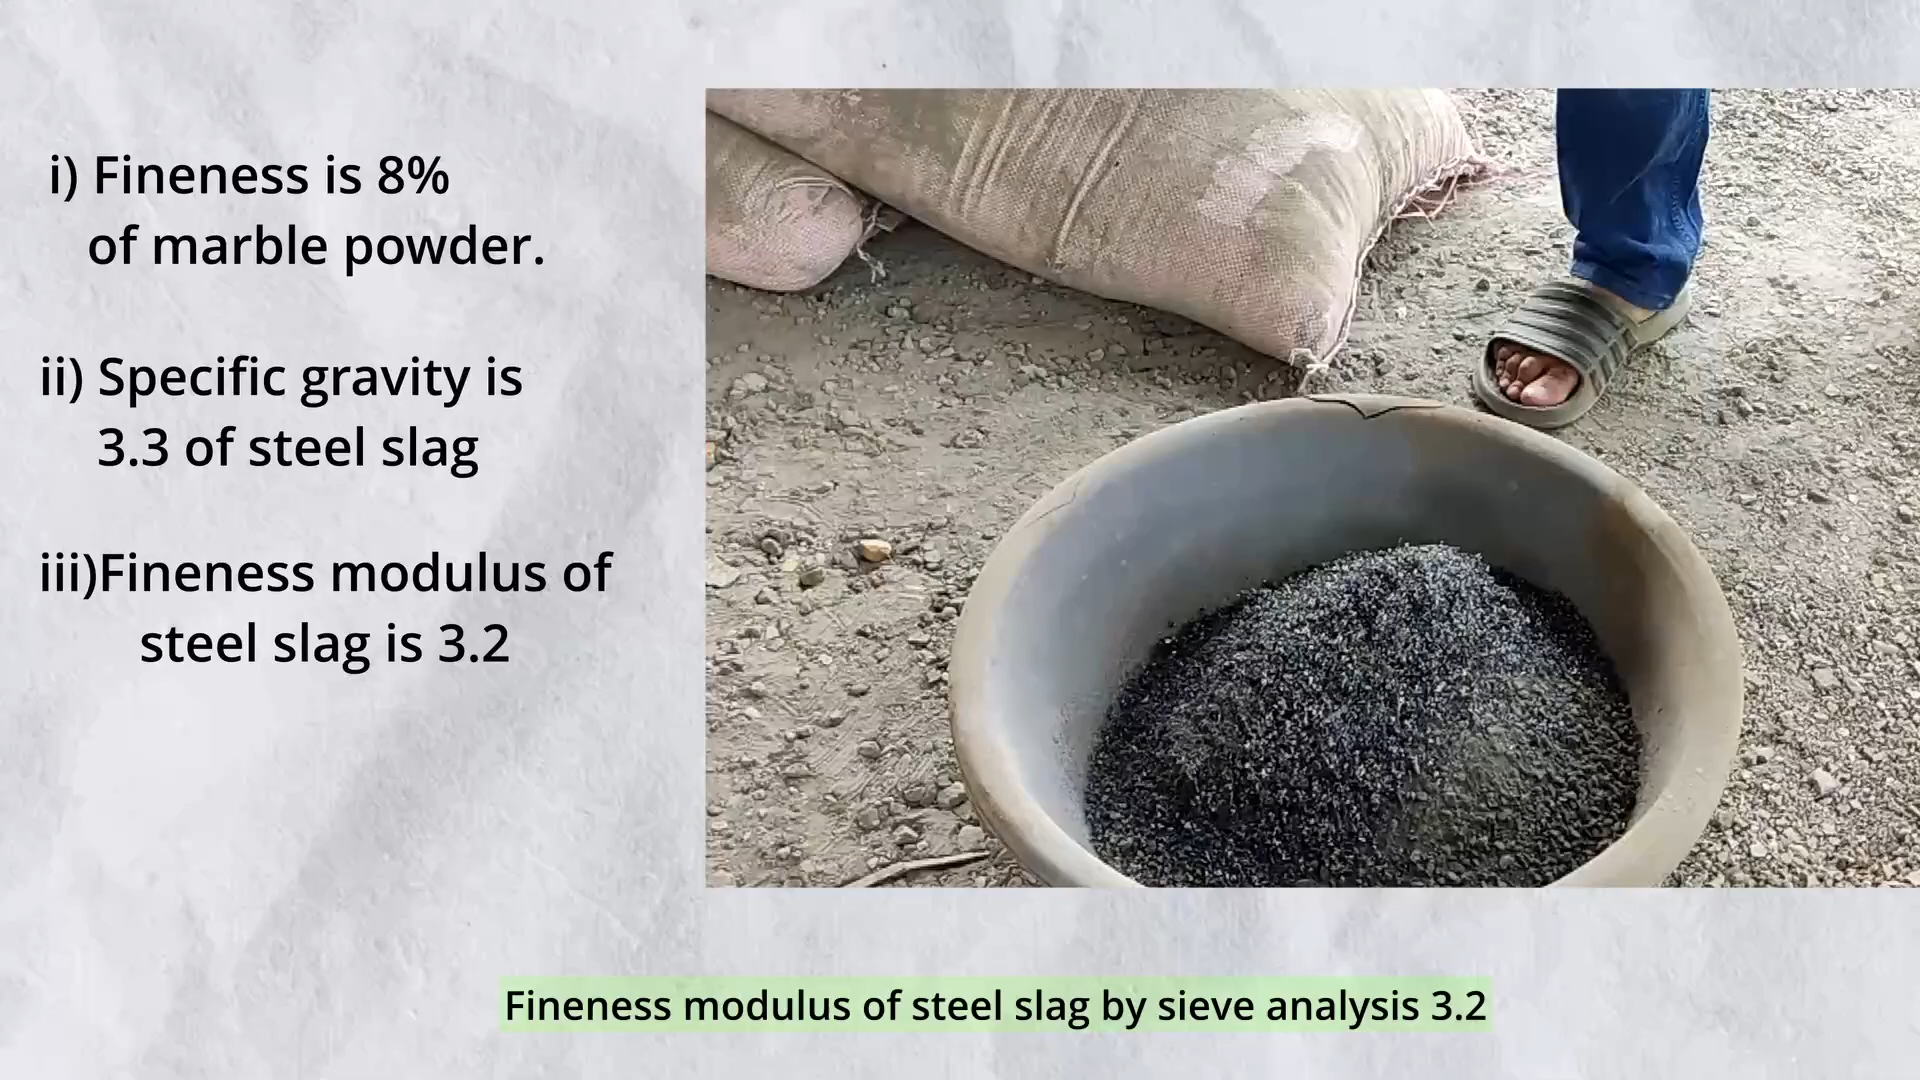 i) Fineness is 8%
of marble powder.
ii) Specific gravity is
3.3 of steel slag
iii)Fineness modulus of
steel slag is 3.2
Fineness modulus of steel slag by sieve analysis 3.2